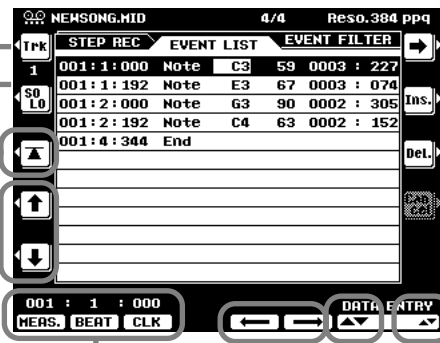 NEWSONG.MID 4/4 Reso.384 ppq
Trk STEP REC EVENT LIST EVENT FILTER
1 001:1:000 Note C3 59 0003 : 227
SO LO 001:1:192 Note E3 67 0003 : 074 Ins.
001:2:000 Note G3 90 0002 : 305
001:2:192 Note C4 63 0002 : 152
001:4:344 End Del.
001 : 1 : 000 DATA ENTRY
MEAS. BEAT CLK